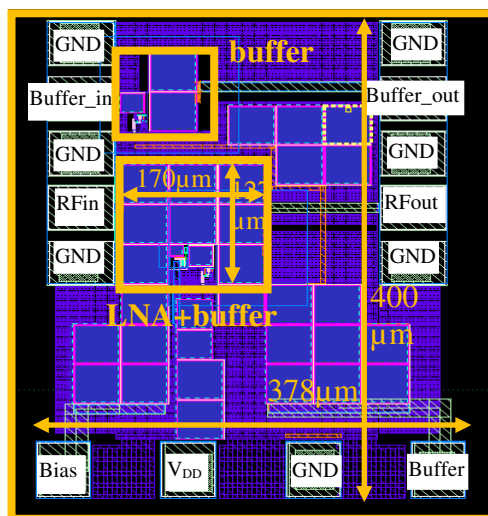 GND
buffer
GND
Buffer_in
Buffer_out
GND
GND
170μm
RFin
μm
RFout
GND
GND
400
LNA+buffer
μm
378μm
Bias
VDD
GND
Buffer